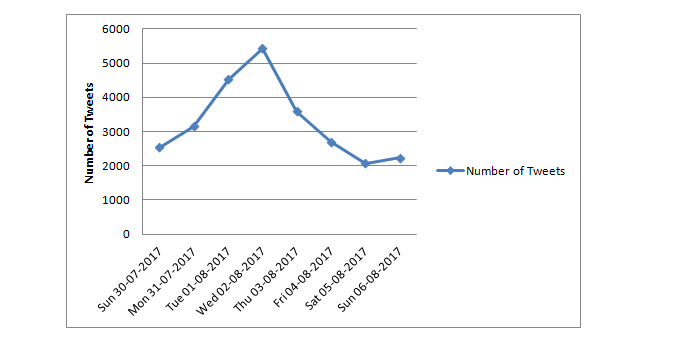 6000
5000
4000
3000
2000
1000
0
Number of Tweets
Sun 30-07-2017
Mon 31-07-2017
Tue 01-08-2017
Wed 02-08-2017
Thu 03-08-2017
Fri 04-08-2017
Sat 05-08-2017
Sun 06-08-2017
Number of Tweets